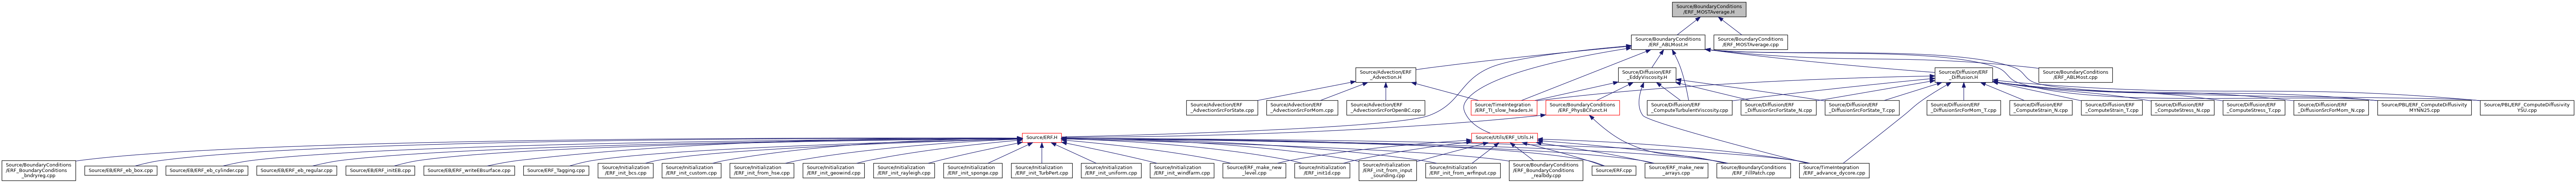 Source/BoundaryConditions
/ERF_MOSTAverage.H
Source/BoundaryConditions
/ERF_ABLMost.H
Source/BoundaryConditions
/ERF_MOSTAverage.cpp
Source/Advection/ERF
_Advection.H
Source/Diffusion/ERF
_EddyViscosity.H
Source/Diffusion/ERF
_Diffusion.H
Source/BoundaryConditions
/ERF_ABLMost.cpp
Source/Advection/ERF
_AdvectionSrcForState.cpp
Source/Advection/ERF
_AdvectionSrcForMom.cpp
Source/Advection/ERF
_AdvectionSrcForOpenBC.cpp
Source/TimeIntegration
/ERF_TI_slow_headers.H
Source/BoundaryConditions
/ERF_PhysBCFunct.H
Source/Diffusion/ERF
_ComputeTurbulentViscosity.cpp
Source/Diffusion/ERF
_DiffusionSrcForState_N.cpp
Source/Diffusion/ERF
_DiffusionSrcForState_T.cpp
Source/Diffusion/ERF
_DiffusionSrcForMom_T.cpp
Source/Diffusion/ERF
_ComputeStrain_N.cpp
Source/Diffusion/ERF
_ComputeStrain_T.cpp
Source/Diffusion/ERF
_ComputeStress_N.cpp
Source/Diffusion/ERF
_ComputeStress_T.cpp
Source/Diffusion/ERF
_DiffusionSrcForMom_N.cpp
Source/PBL/ERF_ComputeDiffusivity
MYNN25.cpp
Source/PBL/ERF_ComputeDiffusivity
YSU.cpp
Source/ERF.H
Source/Utils/ERF_Utils.H
Source/BoundaryConditions
/ERF_BoundaryConditions
_bndryreg.cpp
Source/EB/ERF_eb_box.cpp
Source/EB/ERF_eb_cylinder.cpp
Source/EB/ERF_eb_regular.cpp
Source/EB/ERF_initEB.cpp
Source/EB/ERF_writeEBsurface.cpp
Source/ERF_Tagging.cpp
Source/Initialization
/ERF_init_bcs.cpp
Source/Initialization
/ERF_init_custom.cpp
Source/Initialization
/ERF_init_from_hse.cpp
Source/Initialization
/ERF_init_geowind.cpp
Source/Initialization
/ERF_init_rayleigh.cpp
Source/Initialization
/ERF_init_sponge.cpp
Source/Initialization
/ERF_init_TurbPert.cpp
Source/Initialization
/ERF_init_uniform.cpp
Source/Initialization
/ERF_init_windfarm.cpp
Source/ERF_make_new
_level.cpp
Source/Initialization
/ERF_init1d.cpp
Source/Initialization
/ERF_init_from_input
_sounding.cpp
Source/Initialization
/ERF_init_from_wrfinput.cpp
Source/BoundaryConditions
/ERF_BoundaryConditions
_realbdy.cpp
Source/ERF.cpp
Source/ERF_make_new
_arrays.cpp
Source/BoundaryConditions
/ERF_FillPatch.cpp
Source/TimeIntegration
/ERF_advance_dycore.cpp